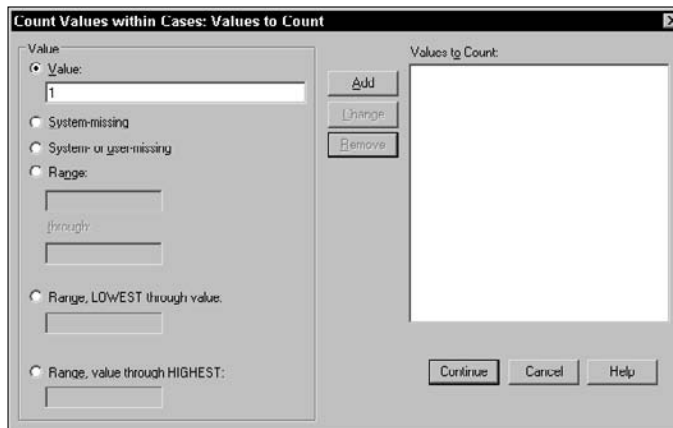 Count Values within Cases: Values to Count
Value
Value:
1
System-missing
System- or user-missing
Range:
through:
Range, LOWEST through value:
Range, value through HIGHEST:
Add
Change
Remove
Values to Count:
Continue
Cancel
Help